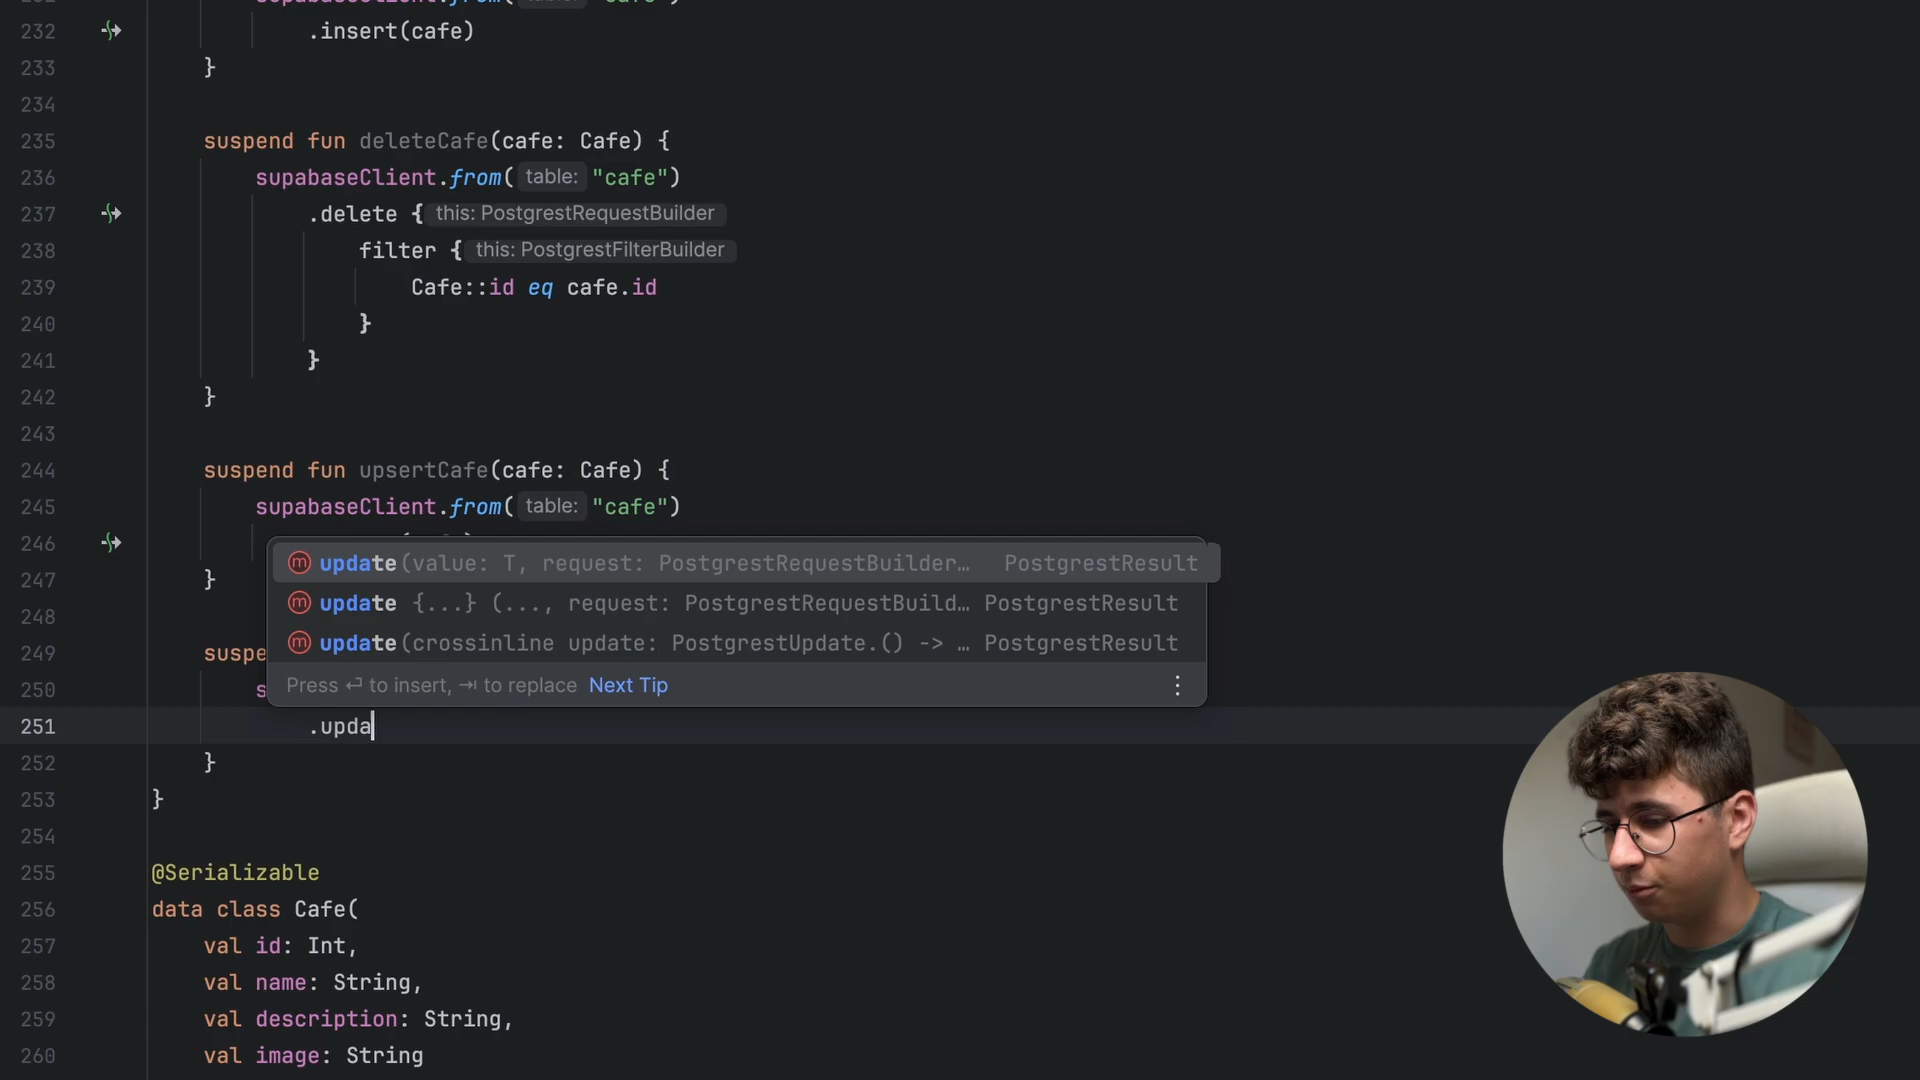 231 supabaseClient.from( table: "cafe")
232 .insert(cafe)
233 }
234
235 suspend fun deleteCafe(cafe: Cafe) {
236 supabaseClient.from( table: "cafe")
237 .delete { this: PostgrestRequestBuilder
238 filter { this: PostgrestFilterBuilder
239 Cafe::id eq cafe.id
240 }
241 }
242 }
243
244 suspend fun upsertCafe(cafe: Cafe) {
245 supabaseClient.from( table: "cafe")
246
update(value: T, request: PostgrestRequestBuilder… PostgrestResult
247 }
update {...} (..., request: PostgrestRequestBuild… PostgrestResult
248
update(crossinline update: PostgrestUpdate.() -> … PostgrestResult
249 suspe
Press ⏎ to insert, ⇥ to replace Next Tip
250 s
251 .upda
252 }
253 }
254
255 @Serializable
256 data class Cafe(
257 val id: Int,
258 val name: String,
259 val description: String,
260 val image: String